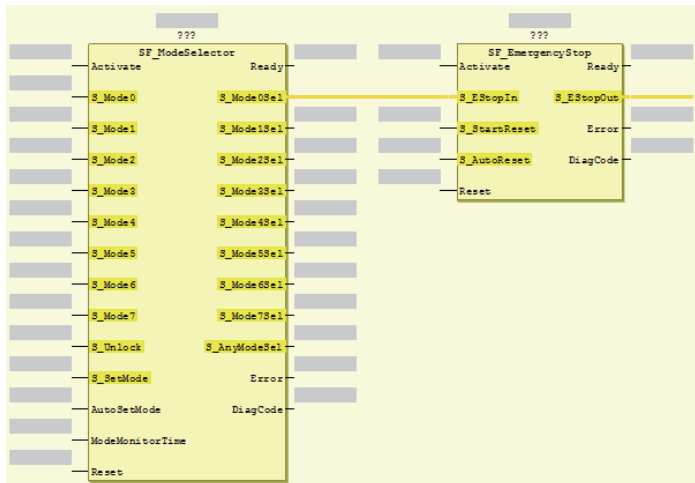 ???
SF_ModeSelector
Activate Ready
S_Mode0 S_Mode0Sel
S_Mode1 S_Mode1Sel
S_Mode2 S_Mode2Sel
S_Mode3 S_Mode3Sel
S_Mode4 S_Mode4Sel
S_Mode5 S_Mode5Sel
S_Mode6 S_Mode6Sel
S_Mode7 S_Mode7Sel
S_Unlock S_AnyModeSel
S_SetMode Error
AutoSetMode DiagCode
ModeMonitorTime
Reset
???
SF_EmergencyStop
Activate Ready
S_EStopIn S_EStopOut
S_StartReset Error
S_AutoReset DiagCode
Reset